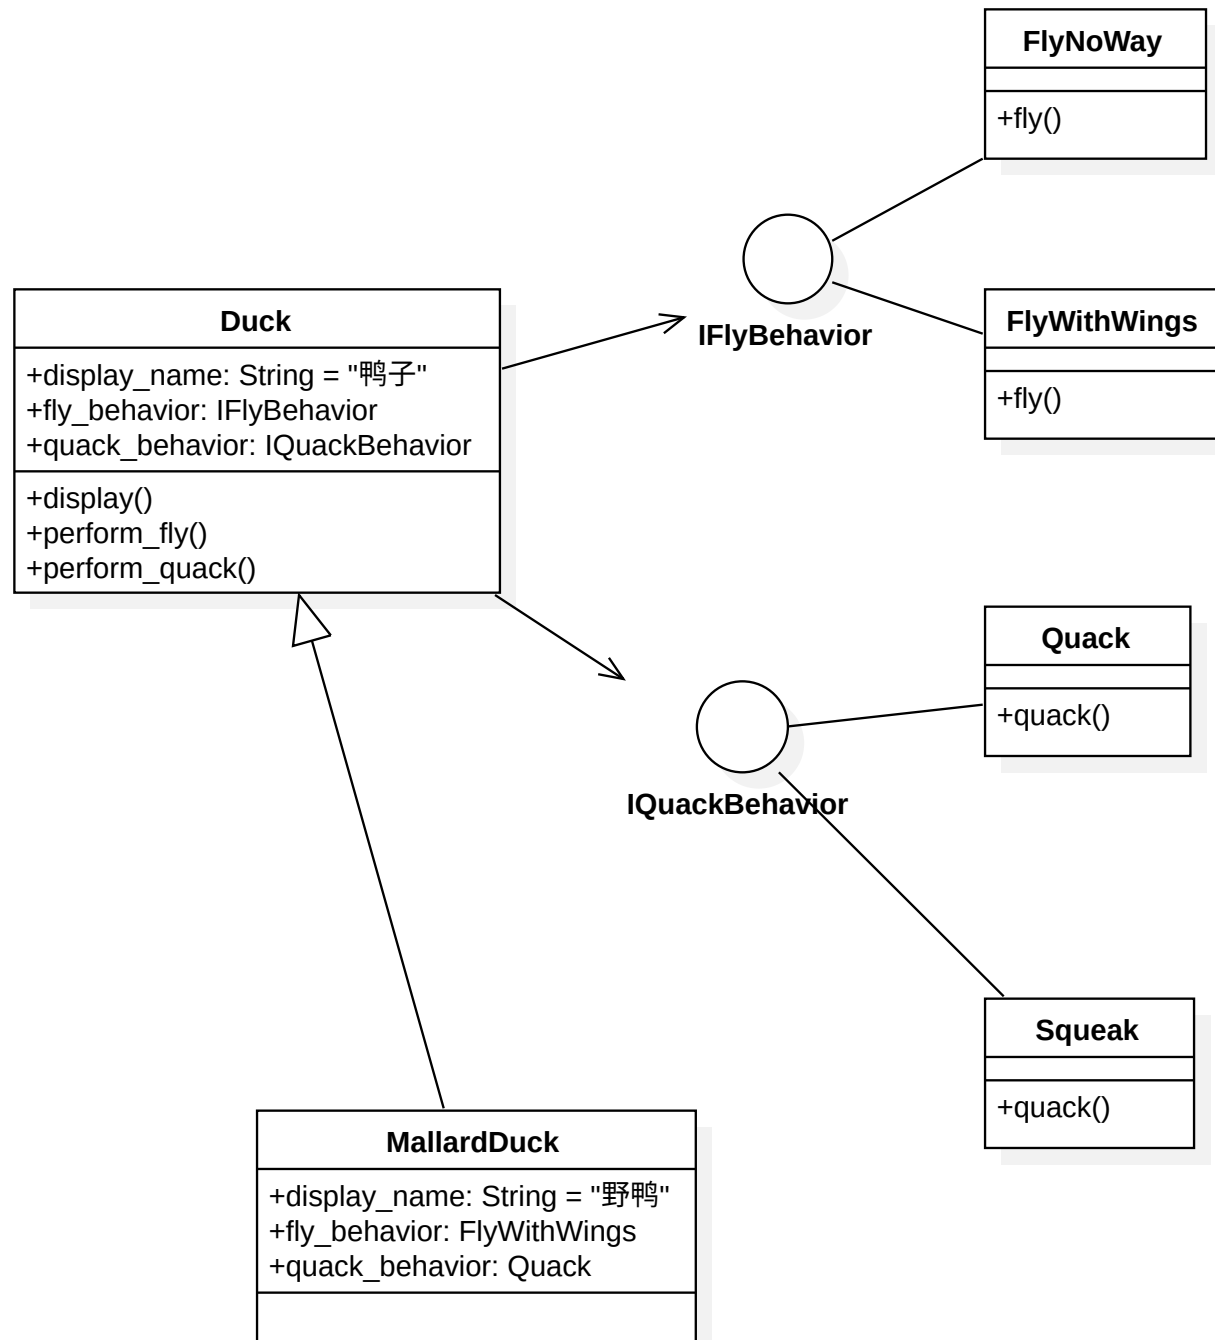 FlyNoWay
+fly()
IFlyBehavior
FlyWithWings
+fly()
Duck
+display_name: String = "鸭子"
+fly_behavior: IFlyBehavior
+quack_behavior: IQuackBehavior
+display()
+perform_fly()
+perform_quack()
Quack
+quack()
IQuackBehavior
Squeak
+quack()
MallardDuck
+display_name: String = "野鸭"
+fly_behavior: FlyWithWings
+quack_behavior: Quack